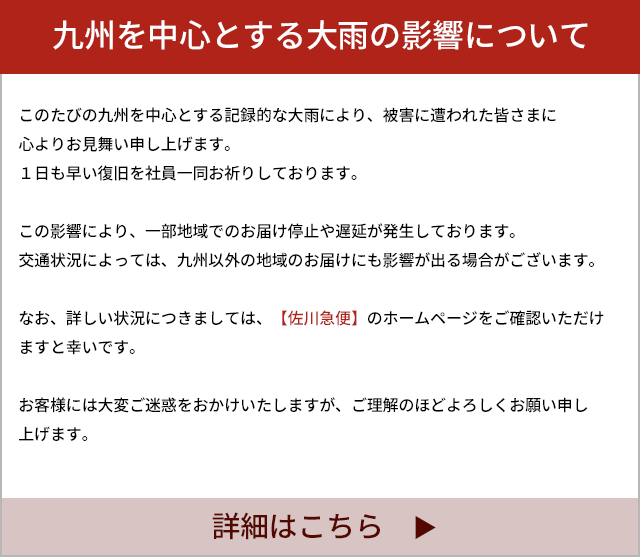 九州を中心とする大雨の影響について
このたびの九州を中心とする記録的な大雨により、被害に遭われた皆さまに
心よりお見舞い申し上げます。
１日も早い復旧を社員一同お祈りしております。
この影響により、一部地域でのお届け停止や遅延が発生しております。
交通状況によっては、九州以外の地域のお届けにも影響が出る場合がございます。
なお、詳しい状況につきましては、【佐川急便】のホームページをご確認いただけ
ますと幸いです。
お客様には大変ご迷惑をおかけいたしますが、ご理解のほどよろしくお願い申し
上げます。
詳細はこちら ▶